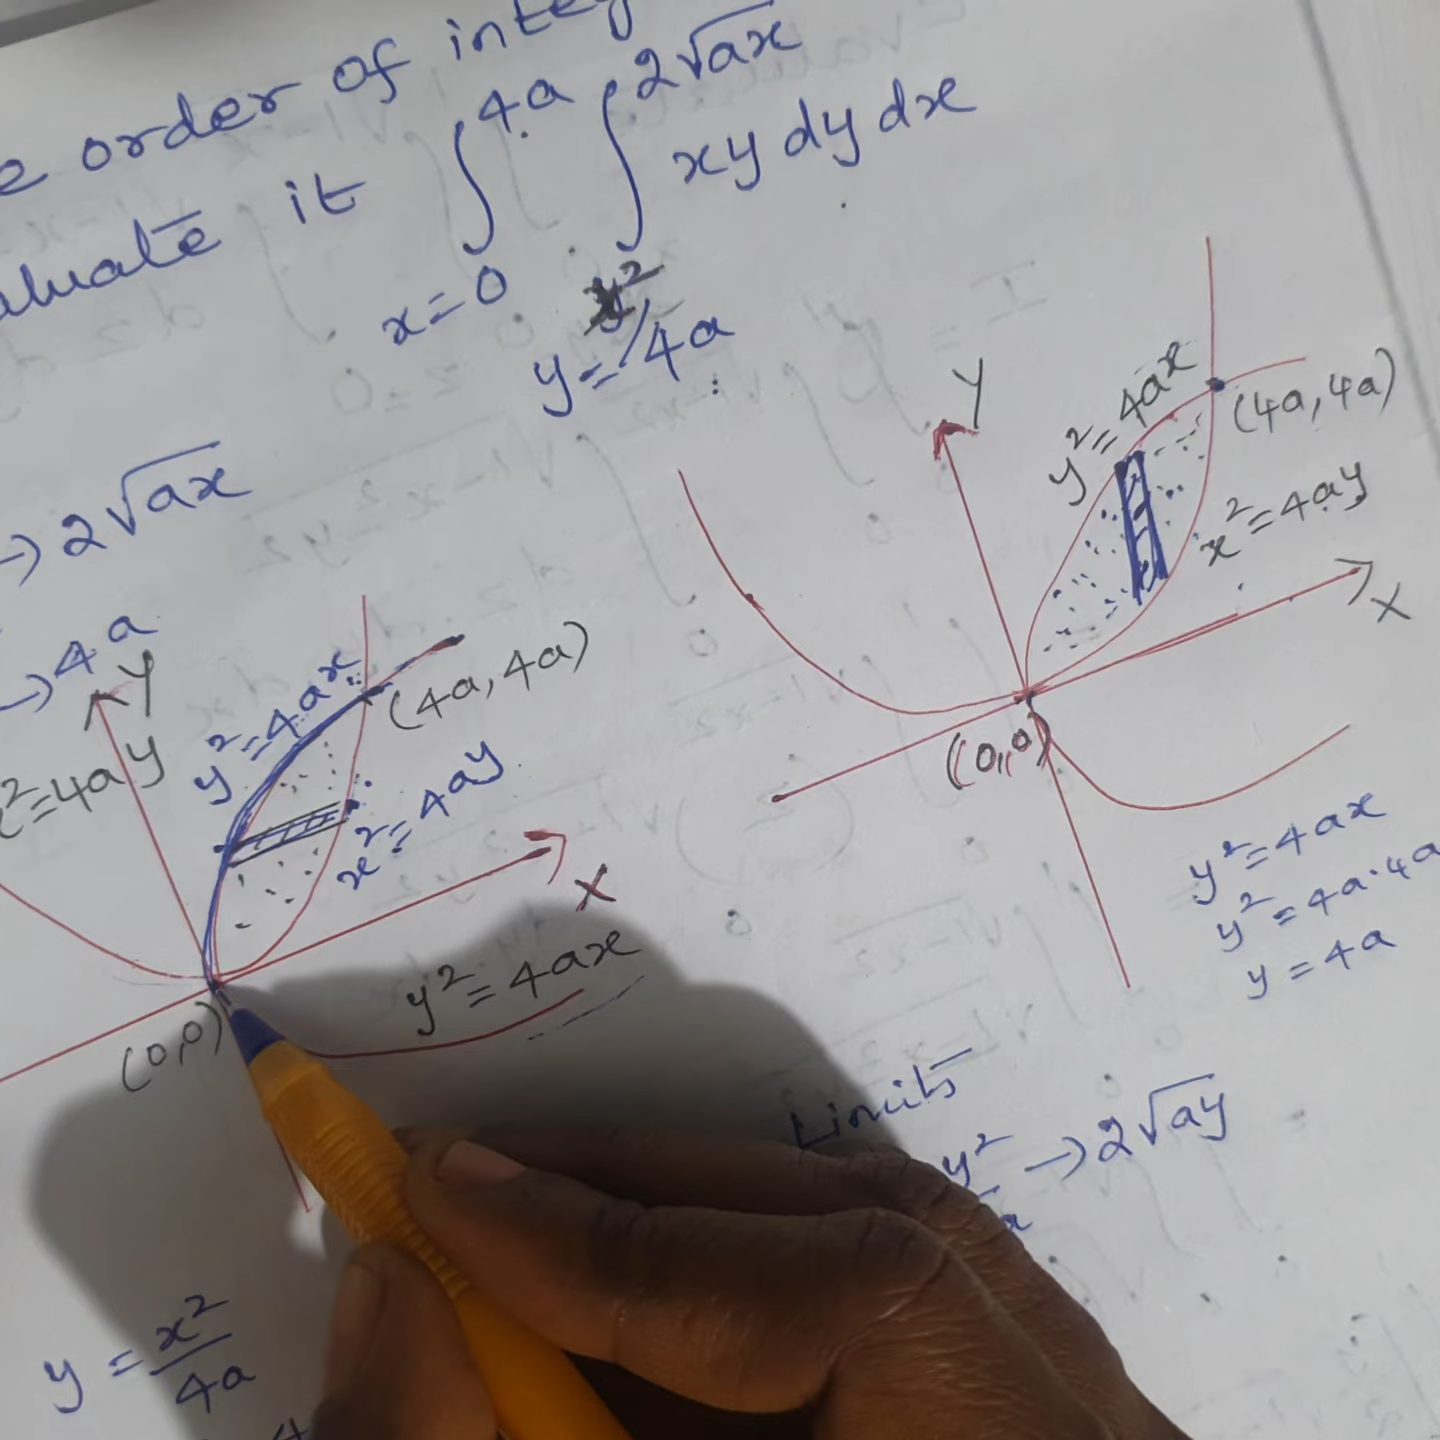 order of
it ∫ 4a ∫ 2√ax xy dy dx
x=0 y= x²/4a
→ 2√ax
→ 4a
Y
²=4ay
y²=4ax
(4a, 4a)
x²=4ay
X
(0,0)
y²=4ax
y = x²/4a
Y
y²=4ax
(4a, 4a)
x²=4ay
X
(0,0)
y²=4ax
y²=4a·4a
y=4a
Limits
y² → 2√ay
a